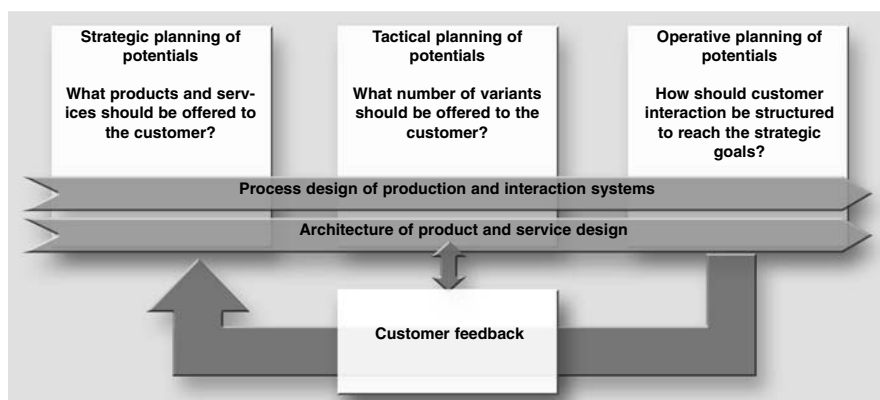 Strategic planning of
potentials
What products and serv-
ices should be offered to
the customer?
Tactical planning of
potentials
What number of variants
should be offered to the
customer?
Operative planning of
potentials
How should customer
interaction be structured
to reach the strategic
goals?
Process design of production and interaction systems
Architecture of product and service design
Customer feedback